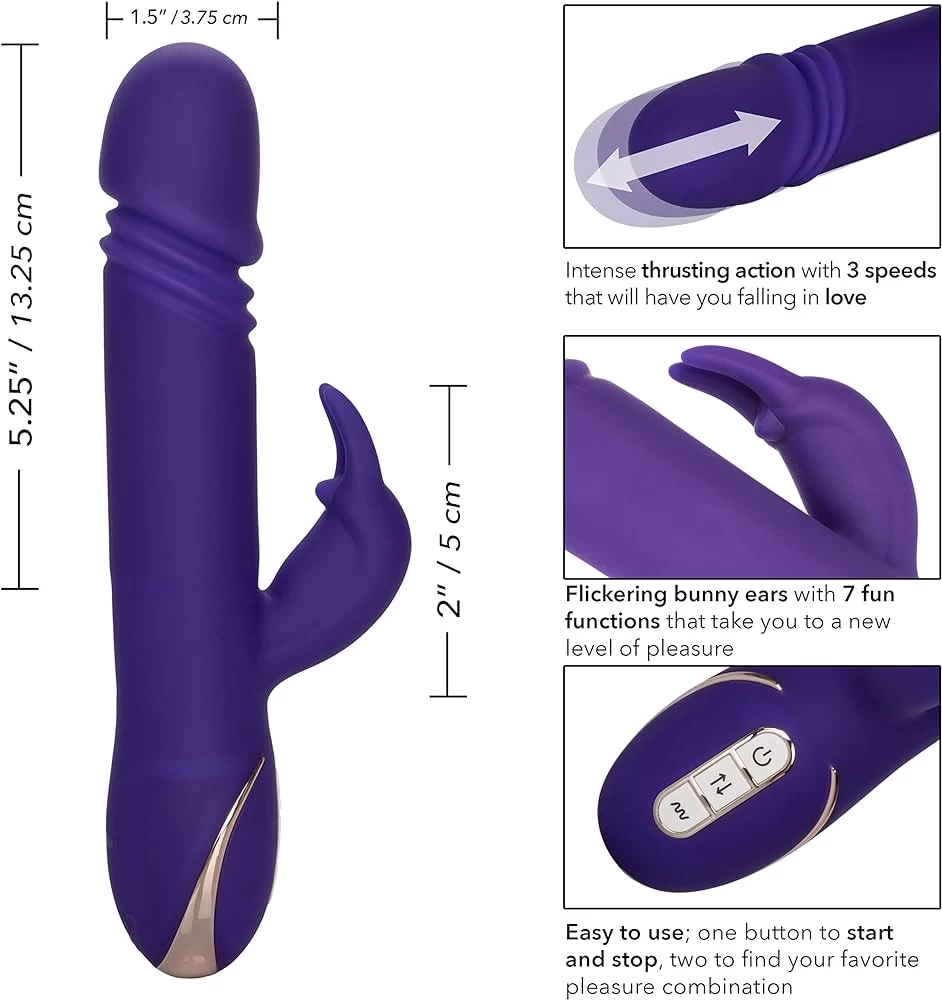 1.5” / 3.75 cm
5.25” / 13.25 cm
2” / 5 cm
Intense thrusting action with 3 speeds
that will have you falling in love
Flickering bunny ears with 7 fun
functions that take you to a new
level of pleasure
Easy to use; one button to start
and stop, two to find your favorite
pleasure combination